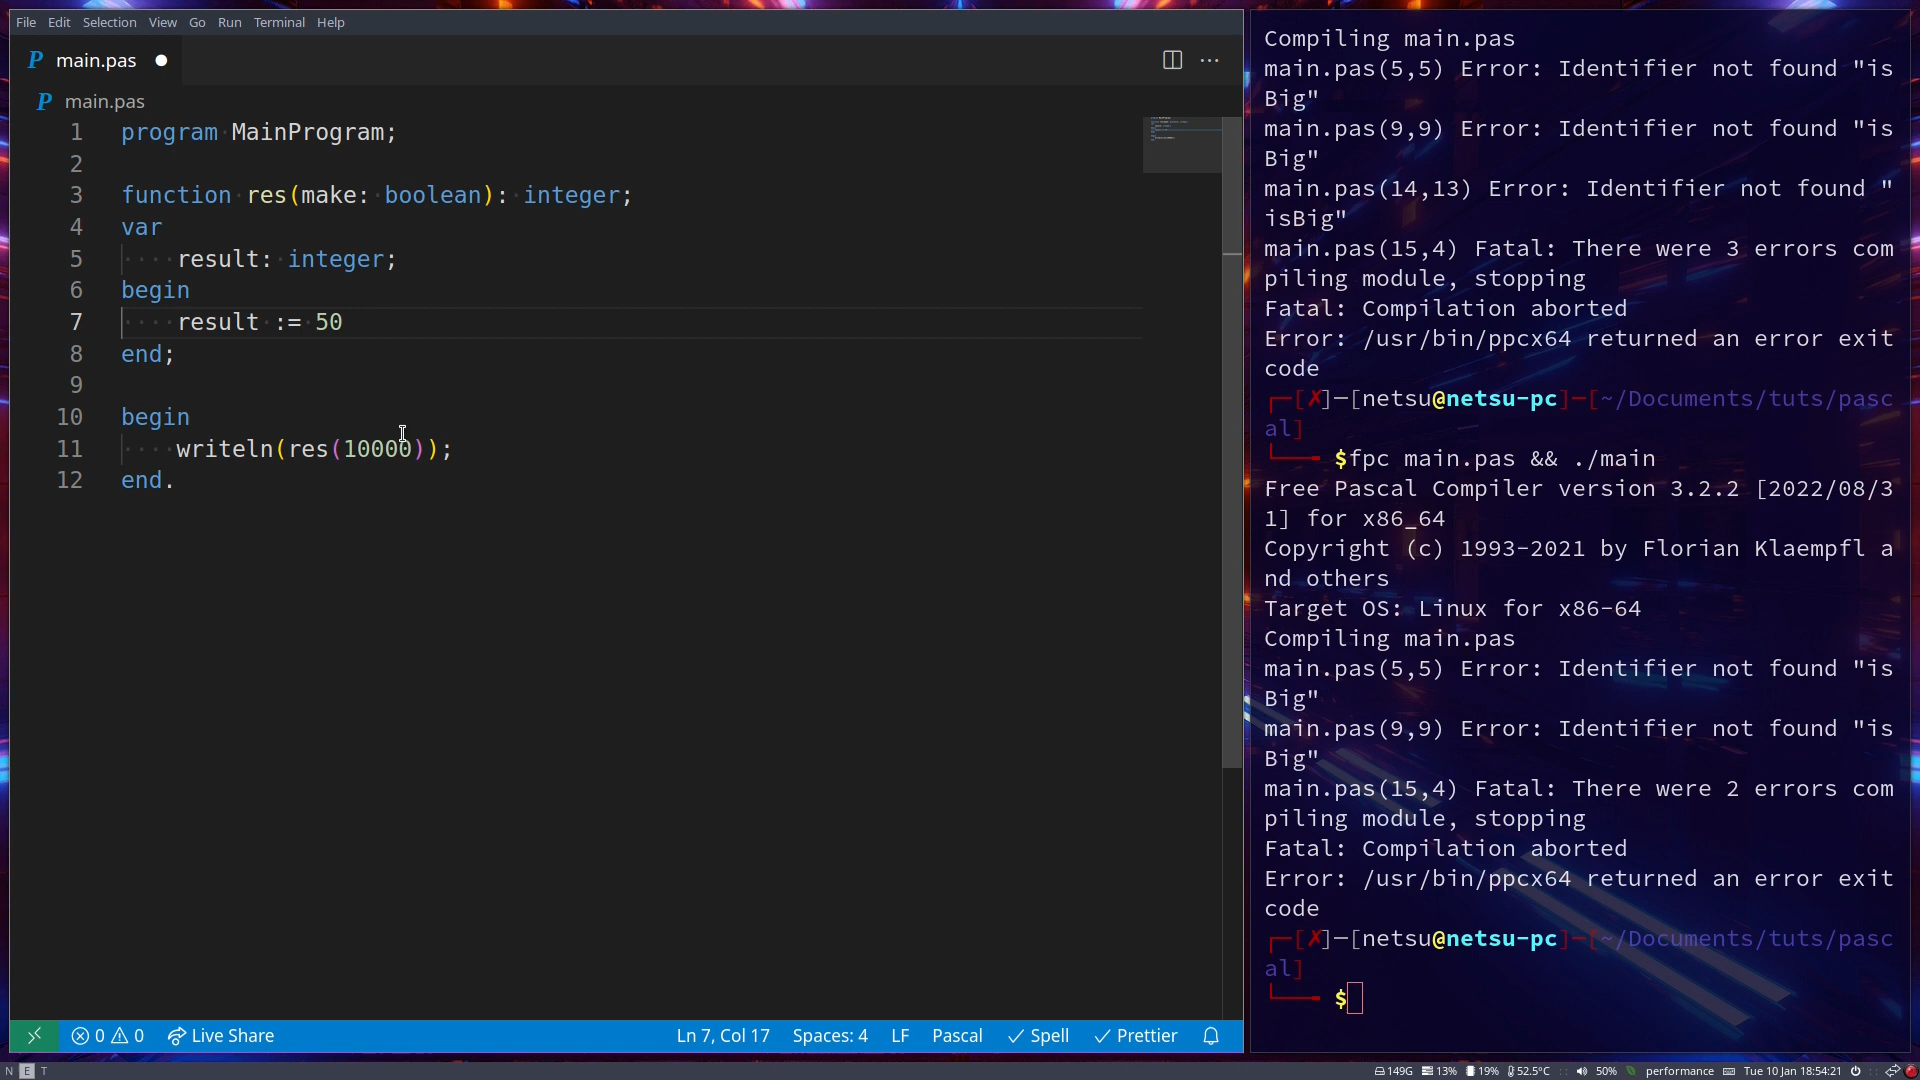 File Edit Selection View Go Run Terminal Help
P main.pas ● ···
P main.pas
1 program MainProgram;
2
3 function res(make: boolean): integer;
4 var
5 result: integer;
6 begin
7 result := 50
8 end;
9
10 begin
11 writeln(res(10000));
12 end.
0 0 Live Share Ln 7, Col 17 Spaces: 4 LF Pascal Spell Prettier
Compiling main.pas
main.pas(5,5) Error: Identifier not found "is
Big"
main.pas(9,9) Error: Identifier not found "is
Big"
main.pas(14,13) Error: Identifier not found "
isBig"
main.pas(15,4) Fatal: There were 3 errors com
piling module, stopping
Fatal: Compilation aborted
Error: /usr/bin/ppcx64 returned an error exit
code
┌─[✗]─[netsu@netsu-pc]─[~/Documents/tuts/pasc
al]
└──╼ $fpc main.pas && ./main
Free Pascal Compiler version 3.2.2 [2022/08/3
1] for x86_64
Copyright (c) 1993-2021 by Florian Klaempfl a
nd others
Target OS: Linux for x86-64
Compiling main.pas
main.pas(5,5) Error: Identifier not found "is
Big"
main.pas(9,9) Error: Identifier not found "is
Big"
main.pas(15,4) Fatal: There were 2 errors com
piling module, stopping
Fatal: Compilation aborted
Error: /usr/bin/ppcx64 returned an error exit
code
┌─[✗]─[netsu@netsu-pc]─[~/Documents/tuts/pasc
al]
└──╼ $
N E T 149G 13% 19% 52.5°C 50% performance Tue 10 Jan 18:54:21